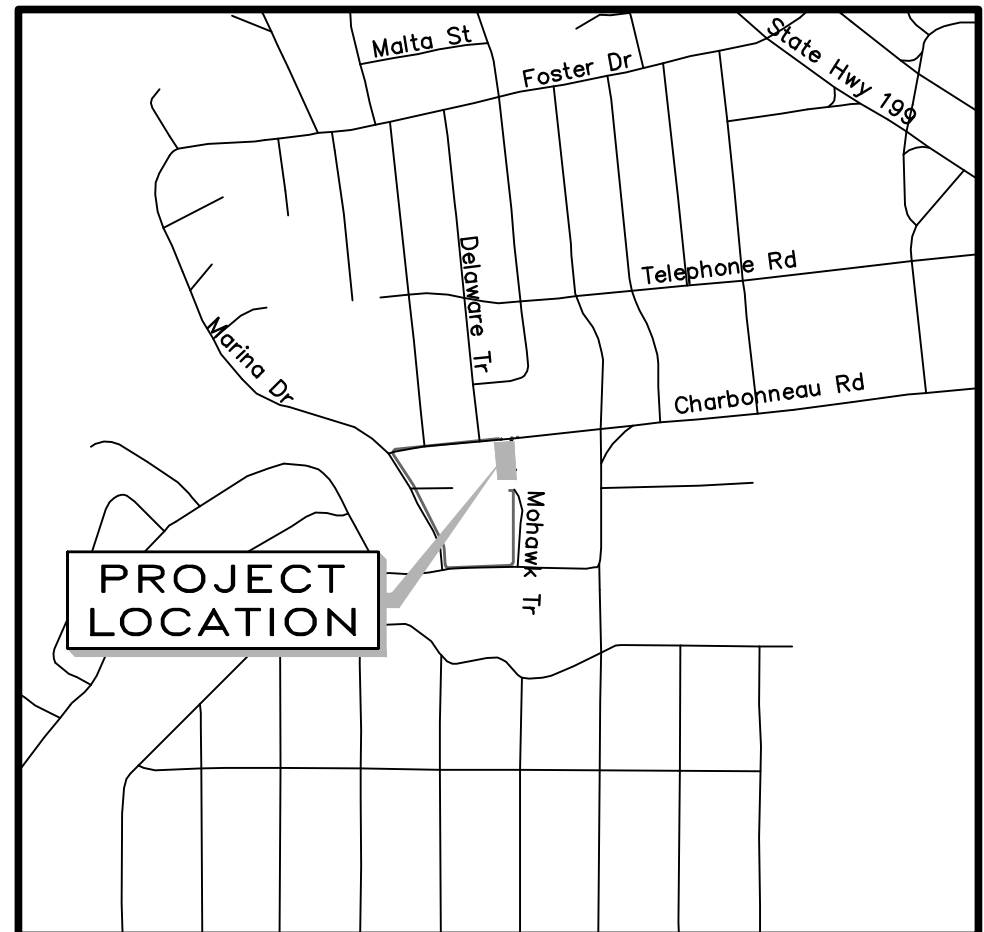 Malta St
Foster Dr
State Hwy 199
Delaware Tr
Telephone Rd
Marina Dr
Charbonneau Rd
Mohawk Tr
PROJECT
LOCATION